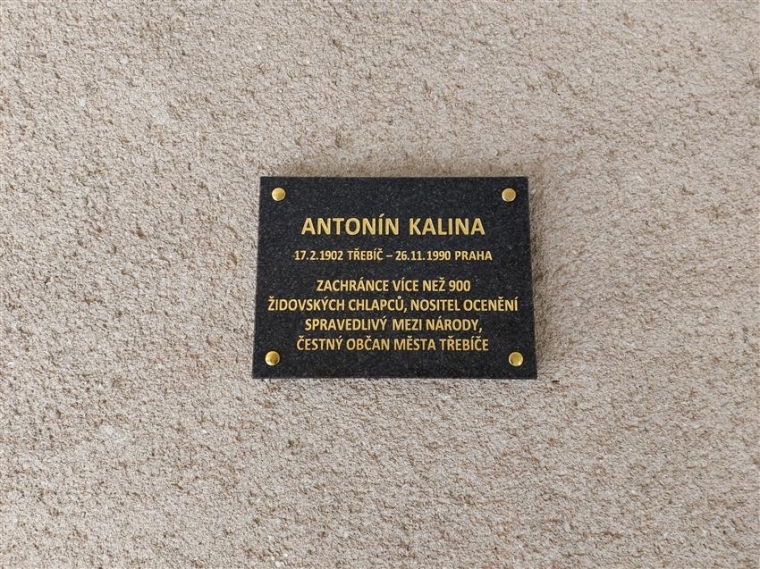 ANTONÍN KALINA
17.2.1902 TŘEBÍČ – 26.11.1990 PRAHA
ZACHRÁNCE VÍCE NEŽ 900
ŽIDOVSKÝCH CHLAPCŮ, NOSITEL OCENĚNÍ
SPRAVEDLIVÝ MEZI NÁRODY,
ČESTNÝ OBČAN MĚSTA TŘEBÍČE